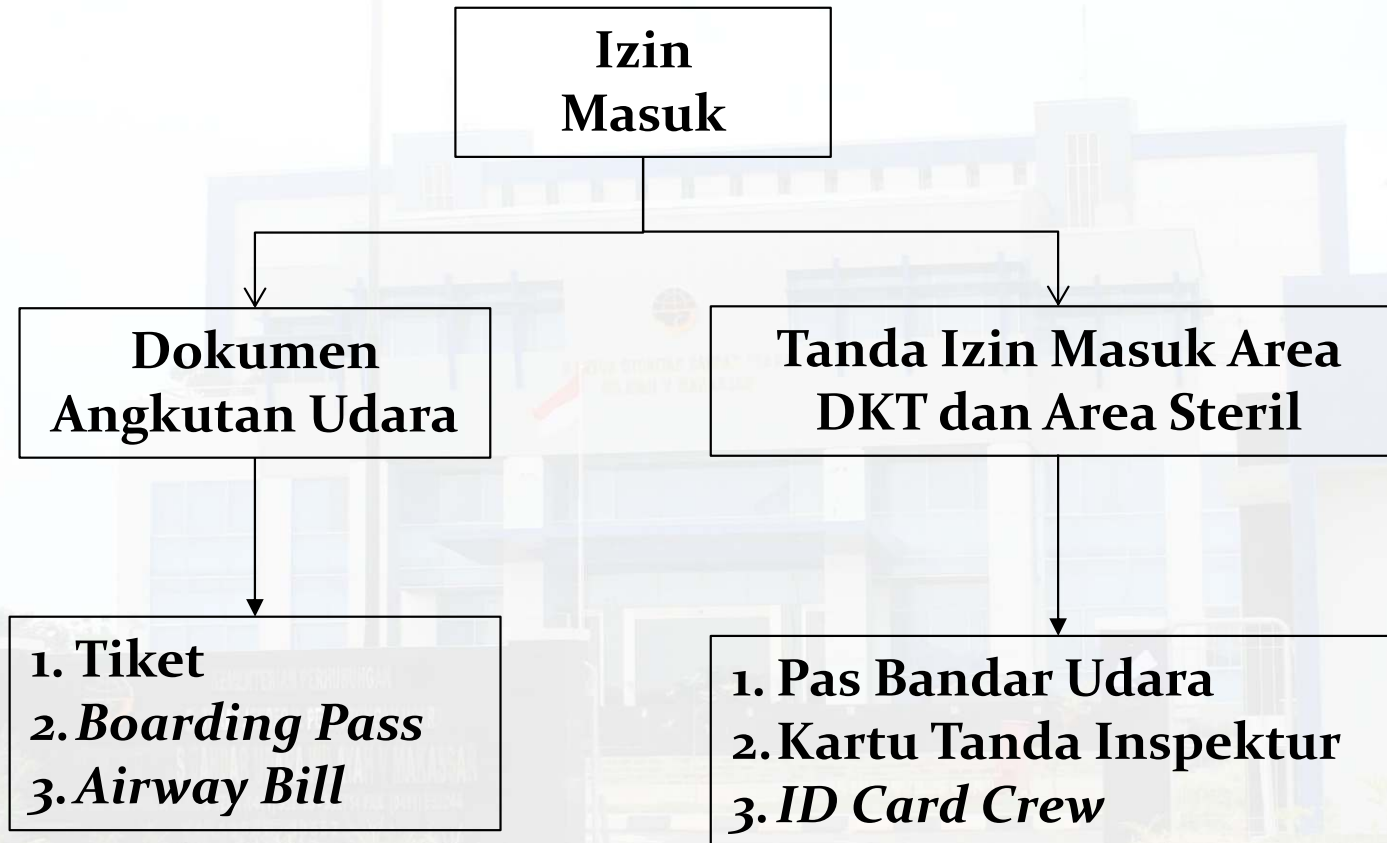 Izin
Masuk
Dokumen
Angkutan Udara
Tanda Izin Masuk Area
DKT dan Area Steril
1. Tiket
2. Boarding Pass
3. Airway Bill
1. Pas Bandar Udara
2. Kartu Tanda Inspektur
3. ID Card Crew